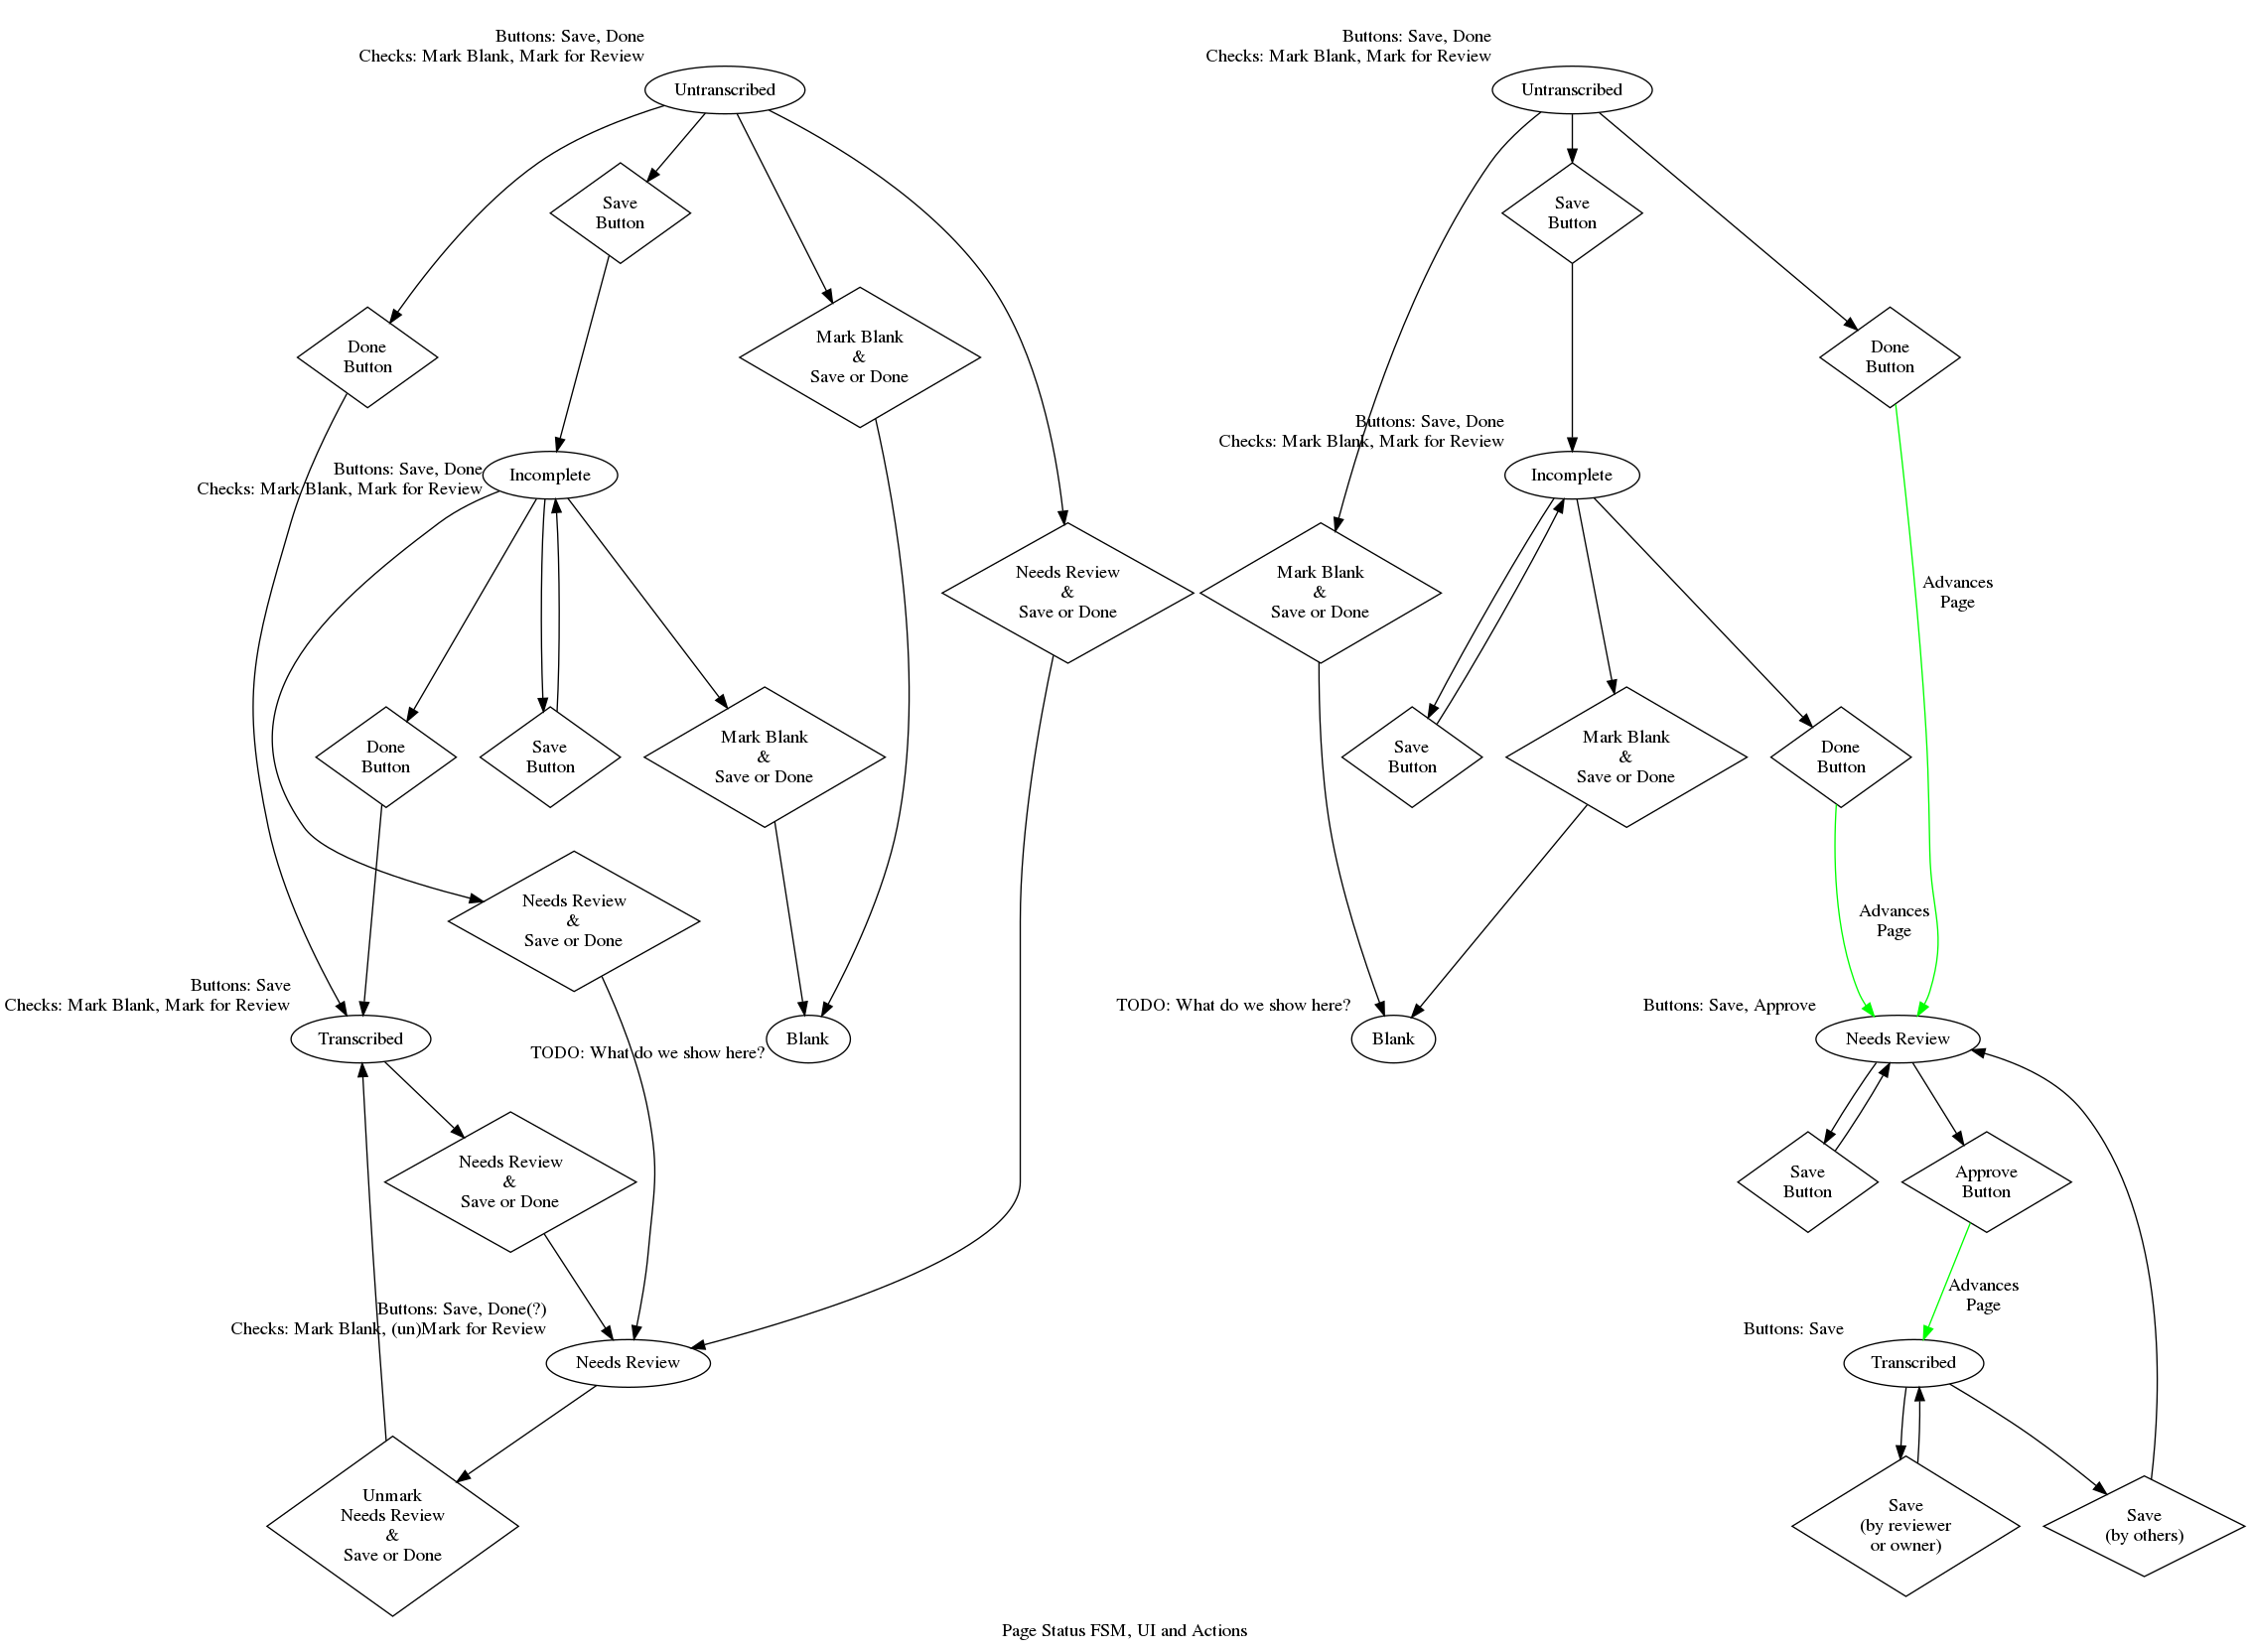 Buttons: Save, Done
Checks: Mark Blank, Mark for Review
Untranscribed
Save
Button
Done
Button
Mark Blank
&
Save or Done
Buttons: Save, Done
Checks: Mark Blank, Mark for Review
Incomplete
Needs Review
&
Save or Done
Done
Button
Save
Button
Mark Blank
&
Save or Done
Needs Review
&
Save or Done
Buttons: Save
Checks: Mark Blank, Mark for Review
Transcribed
TODO: What do we show here?
Blank
Needs Review
&
Save or Done
Buttons: Save, Done(?)
Checks: Mark Blank, (un)Mark for Review
Needs Review
Unmark
Needs Review
&
Save or Done
Buttons: Save, Done
Checks: Mark Blank, Mark for Review
Untranscribed
Save
Button
Done
Button
Buttons: Save, Done
Checks: Mark Blank, Mark for Review
Incomplete
Mark Blank
&
Save or Done
Advances
Page
Save
Button
Mark Blank
&
Save or Done
Done
Button
Advances
Page
TODO: What do we show here?
Blank
Buttons: Save, Approve
Needs Review
Save
Button
Approve
Button
Advances
Page
Buttons: Save
Transcribed
Save
(by reviewer
or owner)
Save
(by others)
Page Status FSM, UI and Actions